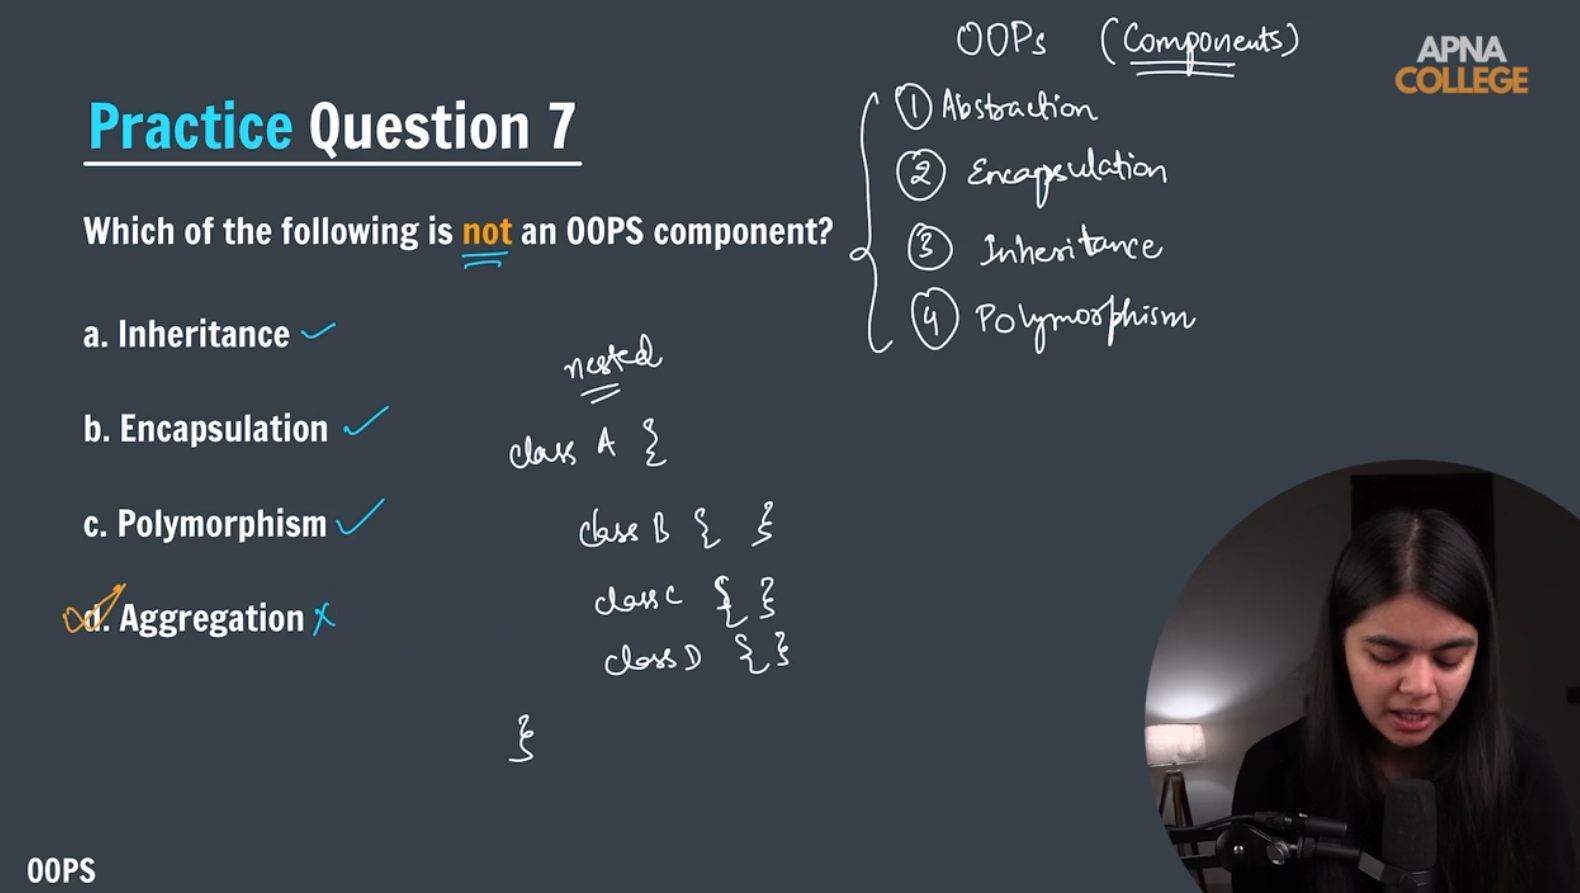 OOPs (Components)
APNA
COLLEGE
① Abstraction
Practice Question 7
② Encapsulation
Which of the following is not an OOPS component?
③ Inheritance
④ Polymorphism
a. Inheritance ✓
nested
b. Encapsulation ✓
class A {
c. Polymorphism ✓
class B { }
class C { }
d. Aggregation ✗
class D { }
}
OOPS